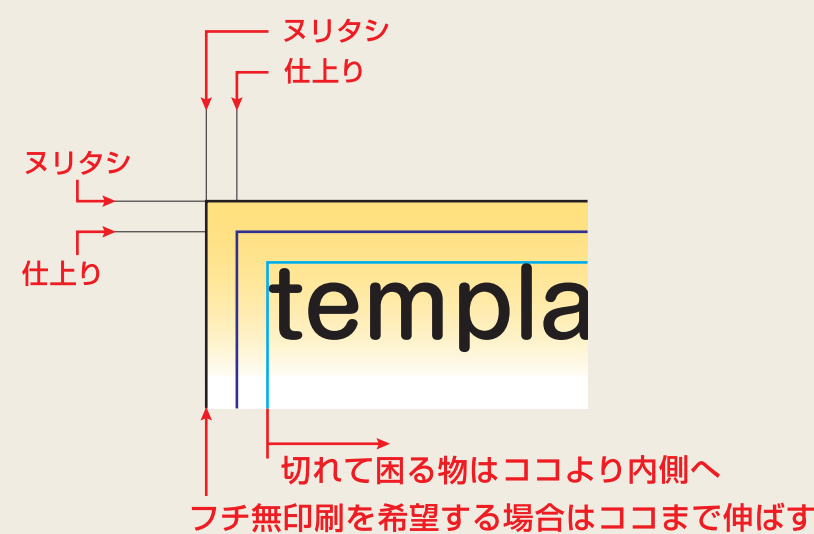 ヌリタシ
仕上り
ヌリタシ
仕上り
templa
切れて困る物はココより内側へ
フチ無印刷を希望する場合はココまで伸ばす